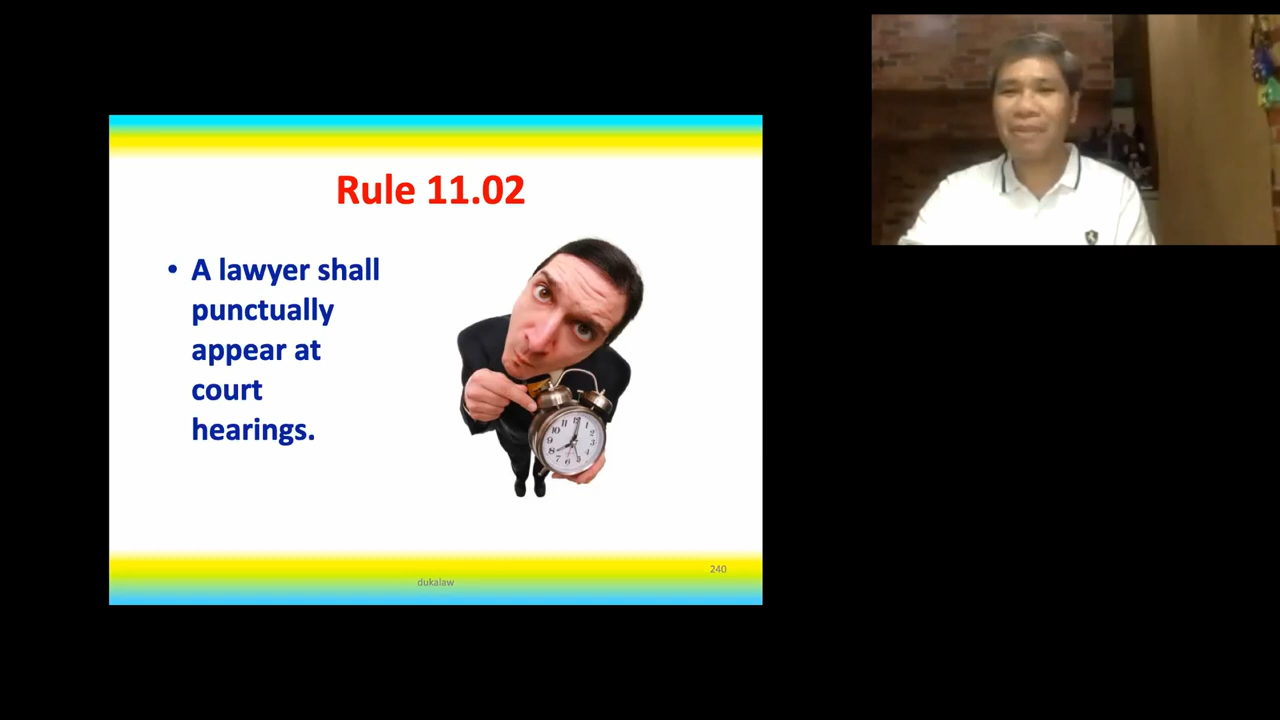 Rule 11.02
• A lawyer shall
punctually
appear at
court
hearings.
240
dukalaw